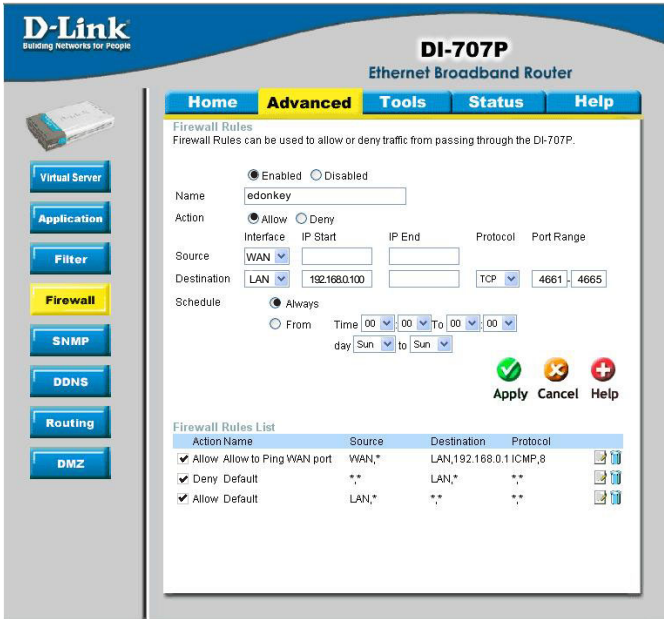 D-Link
Building Networks for People
DI-707P
Ethernet Broadband Router
Home Advanced Tools Status Help
Virtual Server
Application
Filter
Firewall
SNMP
DDNS
Routing
DMZ
Firewall Rules
Firewall Rules can be used to allow or deny traffic from passing through the DI-707P.
Enabled Disabled
Name edonkey
Action Allow Deny
Interface IP Start IP End Protocol Port Range
Source WAN
Destination LAN 192.168.0.100 TCP 4661 - 4665
Schedule Always
From Time 00 : 00 To 00 : 00
day Sun to Sun
Apply Cancel Help
Firewall Rules List
Action Name Source Destination Protocol
Allow Allow to Ping WAN port WAN,* LAN,192.168.0.1 ICMP,8
Deny Default *,* LAN,* *,*
Allow Default LAN,* *,* *,*